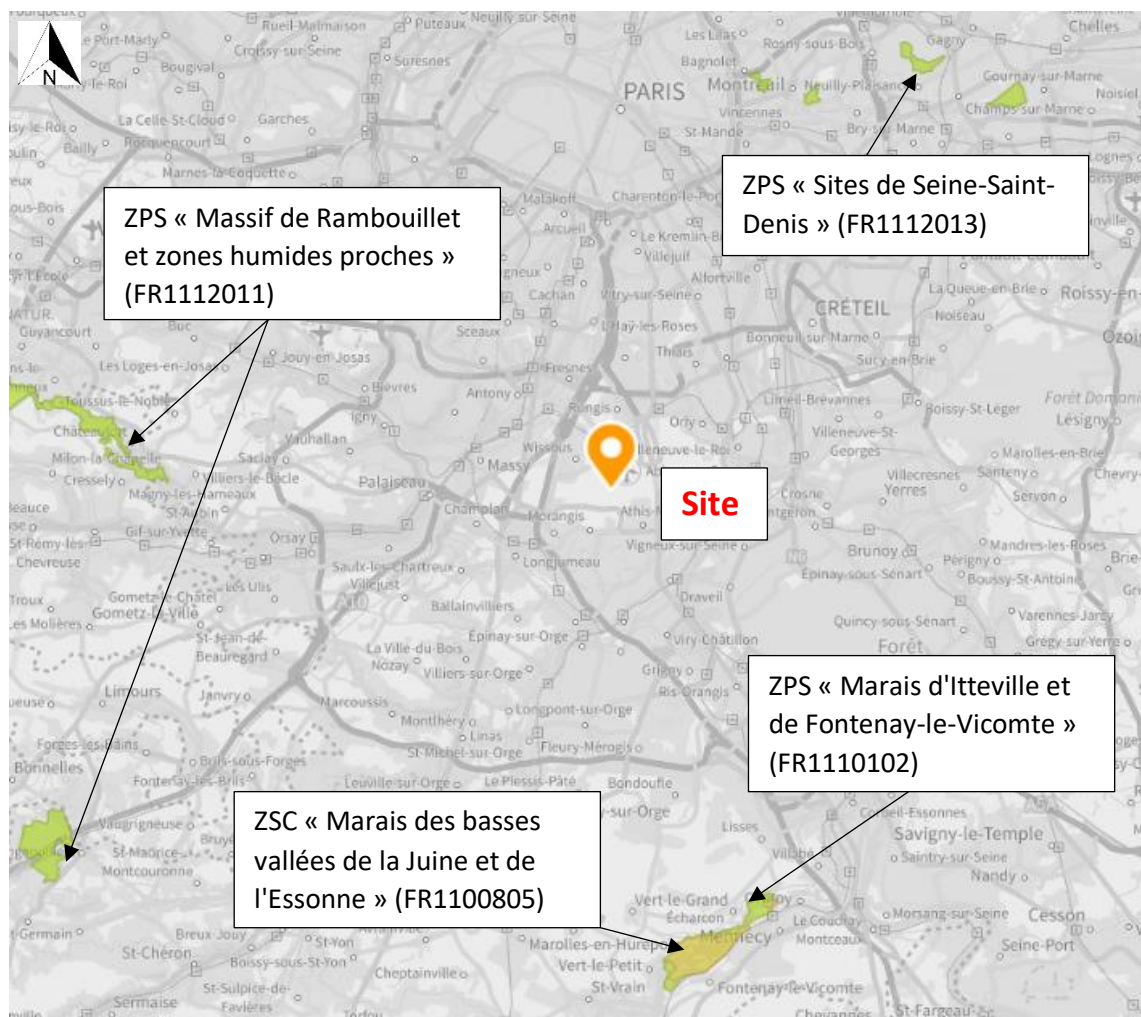 N
Rueil-Malmaison
Puteaux
Neuilly-sur-Seine
Croissy-sur-Seine
Suresnes
Bougival
Le Port-Marly
Les Lilas
Rosny-sous-Bois
Gagny
Chelles
Bagnolet
PARIS
Montreuil
Neuilly-Plaisance
Gournay-sur-Marne
Noisiel
Vincennes
Champs-sur-Marne
La Celle-St-Cloud
Garches
St-Mandé
Bry-sur-Marne
Bailly
Rocquencourt
Marnes-la-Coquette
Lognes
ZPS « Sites de Seine-Saint-
Denis » (FR1112013)
ZPS « Massif de Rambouillet
et zones humides proches »
(FR1112011)
Malakoff
Charenton-le-Pont
Arcueil
Le Kremlin-B
Villejuif
Alfortville
Cachan
Vitry-sur-Seine
CRÉTEIL
La Queue-en-Brie
Roissy-en-
Noiseau
Guyancourt
Buc
Sceaux
L'Haÿ-les-Roses
Bonneuil-sur-Marne
Jouy-en-Josas
Thiais
Sucy-en-Brie
Les Loges-en-Josas
Fresnes
Bièvres
Antony
Toussus-le-Noble
Igny
Rungis
Orly
Limeil-Brévannes
Boissy-St-Léger
Lésigny
Châteaufort
Vauhallan
Wissous
Villeneuve-le-Roi
Villeneuve-St-
Georges
Milon-la-Chapelle
Saclay
Massy
Marolles-en-Brie
Cressely
Villiers-le-Bâcle
Palaiseau
Villecresnes
Santeny
Chevry-
Magny-les-Hameaux
Yerres
Site
St-Aubin
Champlan
Morangis
Athis-M
Crosne
Servon
Gif-sur-Yvette
Orsay
Vigneux-sur-Seine
Montgeron
St-Rémy-lès-
Chevreuse
Saulx-les-Chartreux
Longjumeau
Brunoy
Mandres-les-Roses
Périgny
Villejust
Épinay-sous-Sénart
Boussy-St-Antoine
Les Ulis
Draveil
Gometz-le-Châtel
Ballainvilliers
Gometz-la-Ville
Quincy-sous-Sénart
Varennes-Jarcy
Les Molières
St-Jean-de-
Beauregard
Épinay-sur-Orge
Viry-Châtillon
Forêt
La Ville-du-Bois
Nozay
Villiers-sur-Orge
Grigny
Ris-Orangis
Limours
Janvry
Marcoussis
Longpont-sur-Orge
Montlhéry
Linas
ZPS « Marais d'Itteville et
de Fontenay-le-Vicomte »
(FR1110102)
Forges-les-Bains
Briis-sous-Forges
St-Michel-sur-Orge
Fleury-Mérogis
Bonnelles
Fontenay-lès-Briis
Leuville-sur-Orge
Le Plessis-Pâté
Bondoufle
ZSC « Marais des basses
vallées de la Juine et de
l'Essonne » (FR1100805)
Corbeil-Essonnes
Vaugrigneuse
Lisses
Savigny-le-Temple
St-Maurice-
Montcouronne
Villabé
Saintry-sur-Seine
Nandy
Vert-le-Grand
Écharcon
Le Coudray
Montceaux
Morsang-sur-Seine
Cesson
Mennecy
Breux-Jouy
St-Yon
Marolles-en-Hurepoix
Seine-Port
St-Chéron
Boissy-sous-St-Yon
Cheptainville
Vert-le-Petit
St-Vrain
Fontenay-le-Vicomte
St-Sulpice-de-
Favières
Sermaise
Chevannes
St-Fargeau-